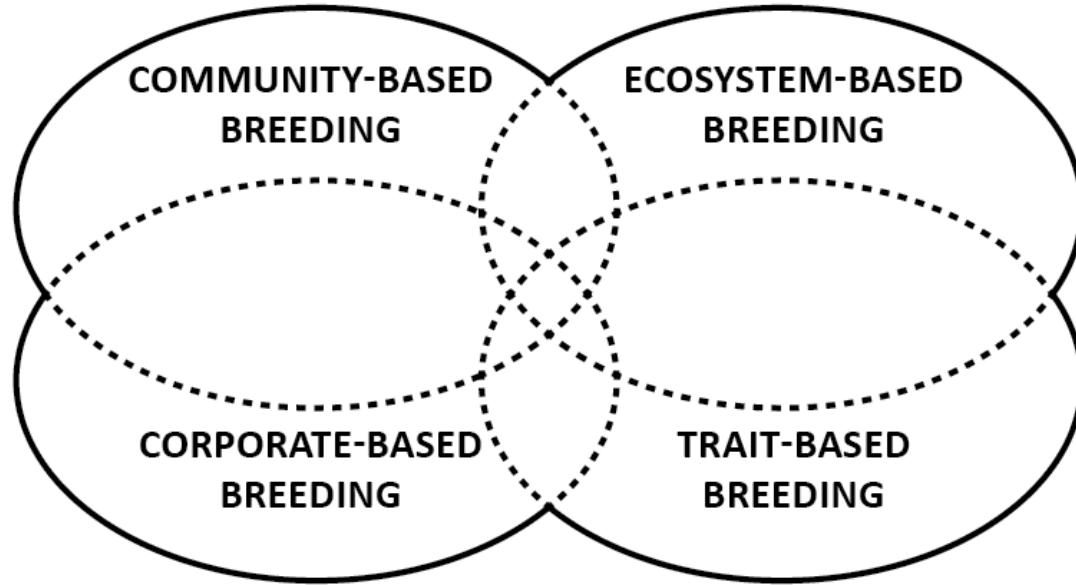 COMMUNITY-BASED
BREEDING
ECOSYSTEM-BASED
BREEDING
CORPORATE-BASED
BREEDING
TRAIT-BASED
BREEDING